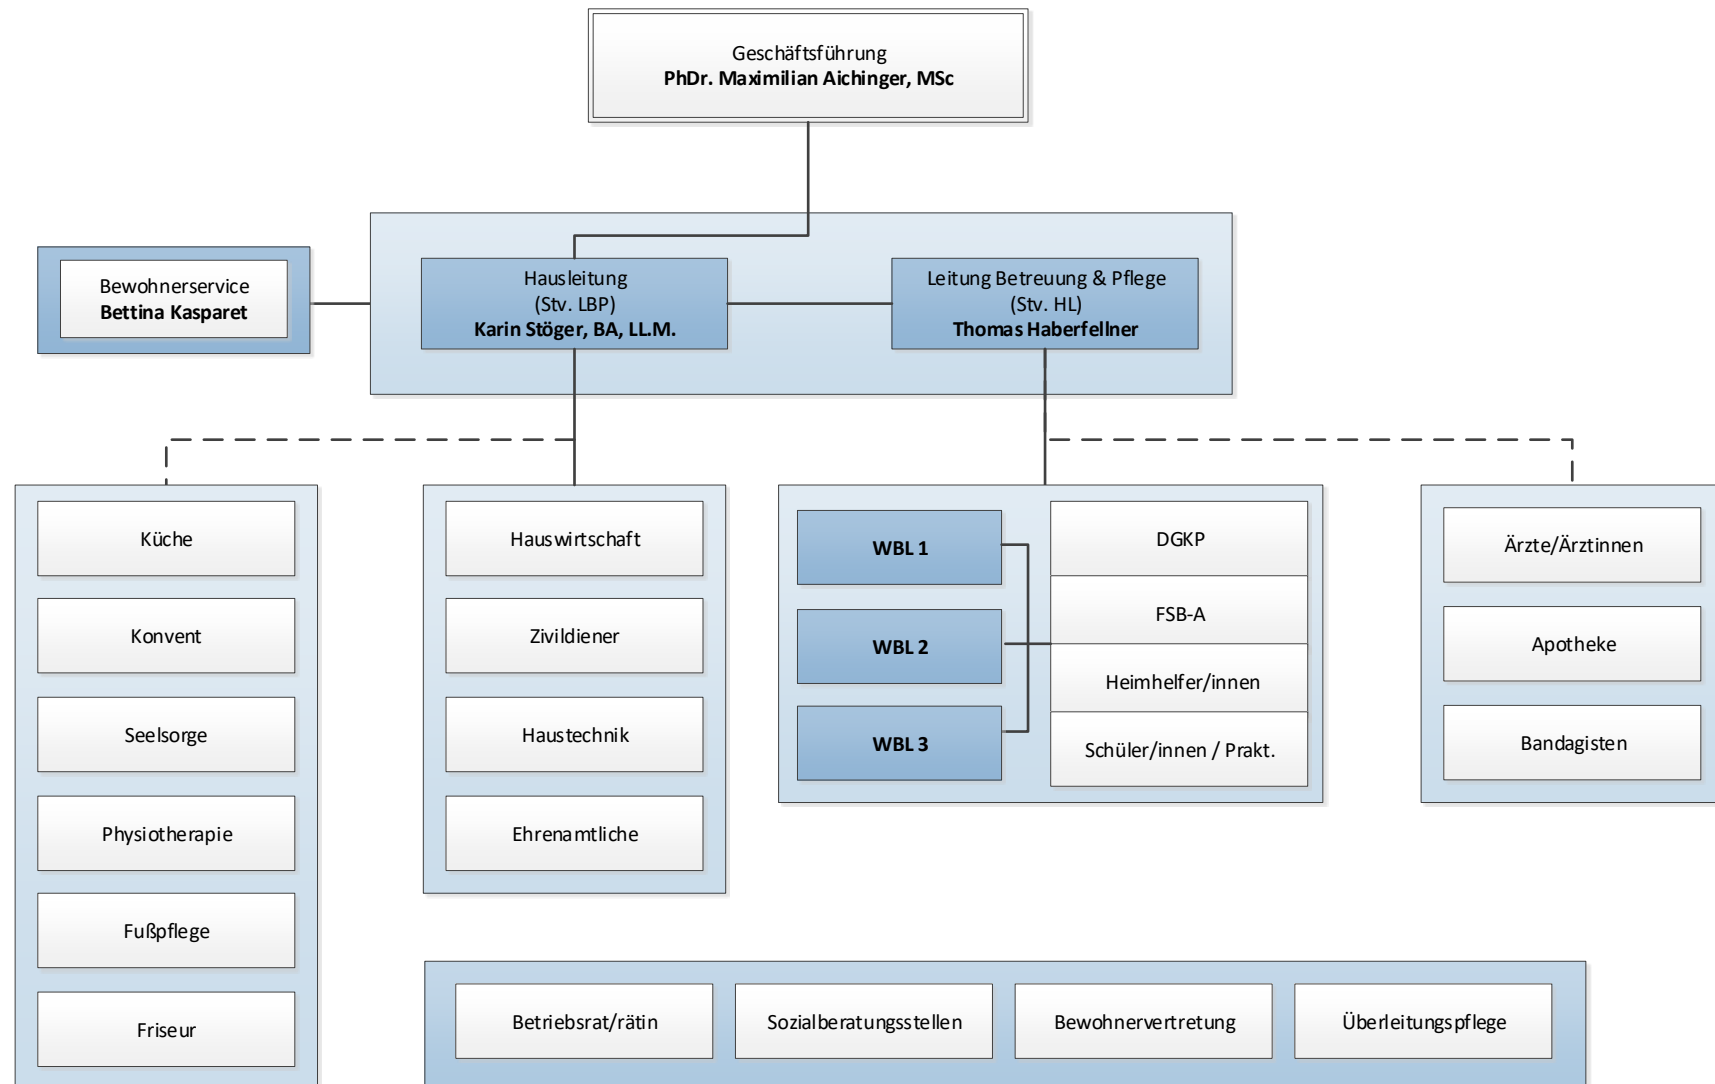 Geschäftsführung
PhDr. Maximilian Aichinger, MSc
Bewohnerservice
Bettina Kasparet
Hausleitung
(Stv. LBP)
Karin Stöger, BA, LL.M.
Leitung Betreuung & Pflege
(Stv. HL)
Thomas Haberfellner
Küche
Konvent
Seelsorge
Physiotherapie
Fußpflege
Friseur
Hauswirtschaft
Zivildiener
Haustechnik
Ehrenamtliche
WBL 1
WBL 2
WBL 3
DGKP
FSB-A
Heimhelfer/innen
Schüler/innen / Prakt.
Ärzte/Ärztinnen
Apotheke
Bandagisten
Betriebsrat/rätin
Sozialberatungsstellen
Bewohnervertretung
Überleitungspflege